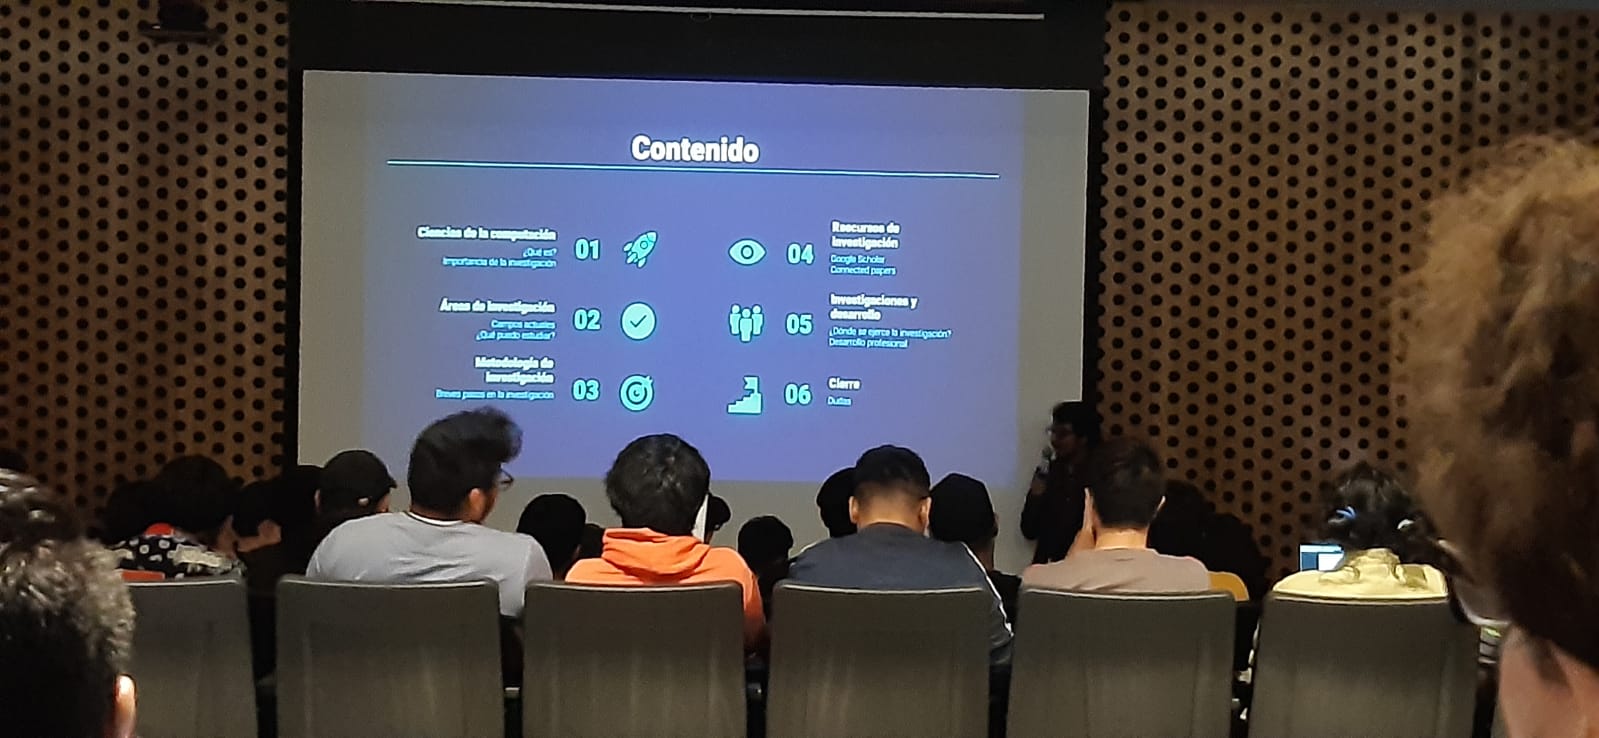 Contenido
Ciencias de la computación
¿Qué es?
Importancia de la investigación
01
Áreas de investigación
Campos actuales
¿Qué puedo estudiar?
02
Metodología de
investigación
Breves pasos en la investigación
03
04
Reecursos de
investigación
Google Scholar
Connected papers
05
Investigaciones y
desarrollo
¿Dónde se ejerce la investigación?
Desarrollo profesional
06
Cierre
Dudas